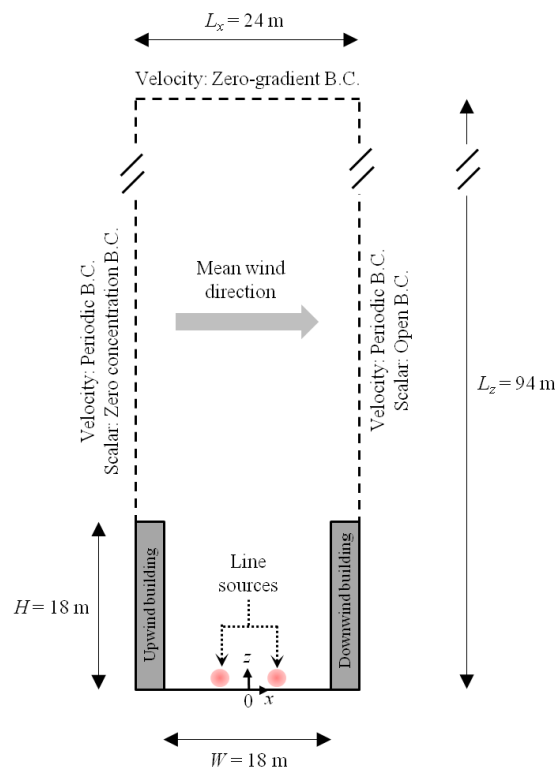 Lx = 24 m
Velocity: Zero-gradient B.C.
Velocity: Periodic B.C.
Scalar: Zero concentration B.C.
Mean wind
direction
Velocity: Periodic B.C.
Scalar: Open B.C.
Lz = 94 m
H = 18 m
Upwind building
Line
sources
Downwind building
z
0
x
W = 18 m